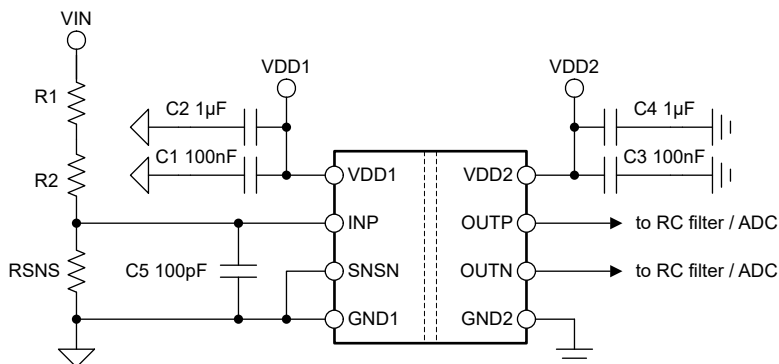 VIN
R1
R2
RSNS
VDD1
C2 1µF
C1 100nF
C5 100pF
VDD1
INP
SNSN
GND1
VDD2
OUTP
OUTN
GND2
VDD2
C4 1µF
C3 100nF
to RC filter / ADC
to RC filter / ADC